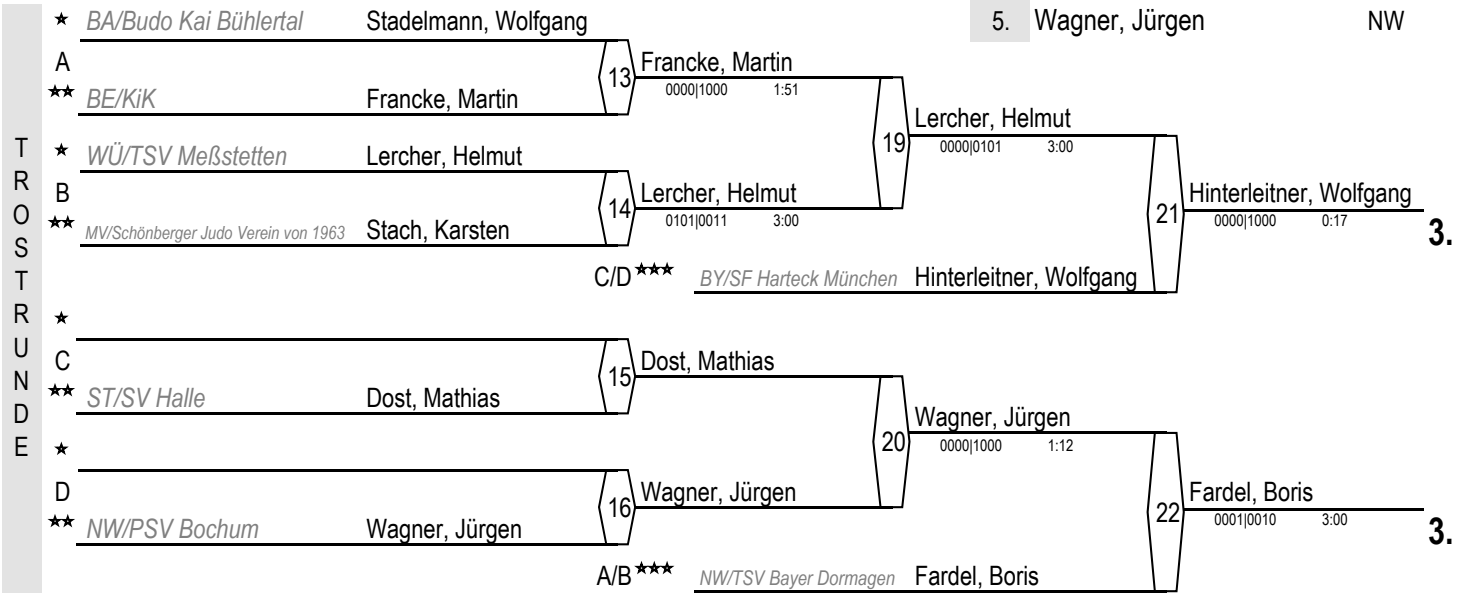 ★ BA/Budo Kai Bühlertal Stadelmann, Wolfgang
5. Wagner, Jürgen NW
A
13 Francke, Martin
0000|1000 1:51
★★ BE/KiK Francke, Martin
19 Lercher, Helmut
0000|0101 3:00
★ WÜ/TSV Meßstetten Lercher, Helmut
B
14 Lercher, Helmut
0101|0011 3:00
21 Hinterleitner, Wolfgang
0000|1000 0:17
3.
★★ MV/Schönberger Judo Verein von 1963 Stach, Karsten
C/D ★★★ BY/SF Harteck München Hinterleitner, Wolfgang
TROSTRUNDE
★
C
15 Dost, Mathias
★★ ST/SV Halle Dost, Mathias
20 Wagner, Jürgen
0000|1000 1:12
★
D
16 Wagner, Jürgen
22 Fardel, Boris
0001|0010 3:00
3.
★★ NW/PSV Bochum Wagner, Jürgen
A/B ★★★ NW/TSV Bayer Dormagen Fardel, Boris